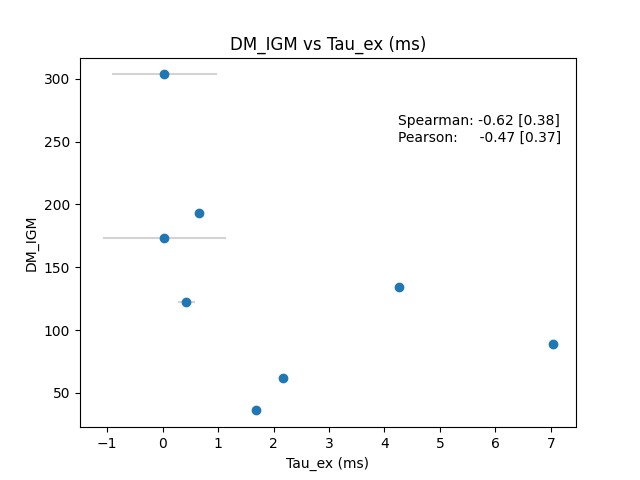 DM_IGM vs Tau_ex (ms)
300
250
200
150
100
50
DM_IGM
Spearman: -0.62 [0.38]
Pearson: -0.47 [0.37]
−1 0 1 2 3 4 5 6 7
Tau_ex (ms)